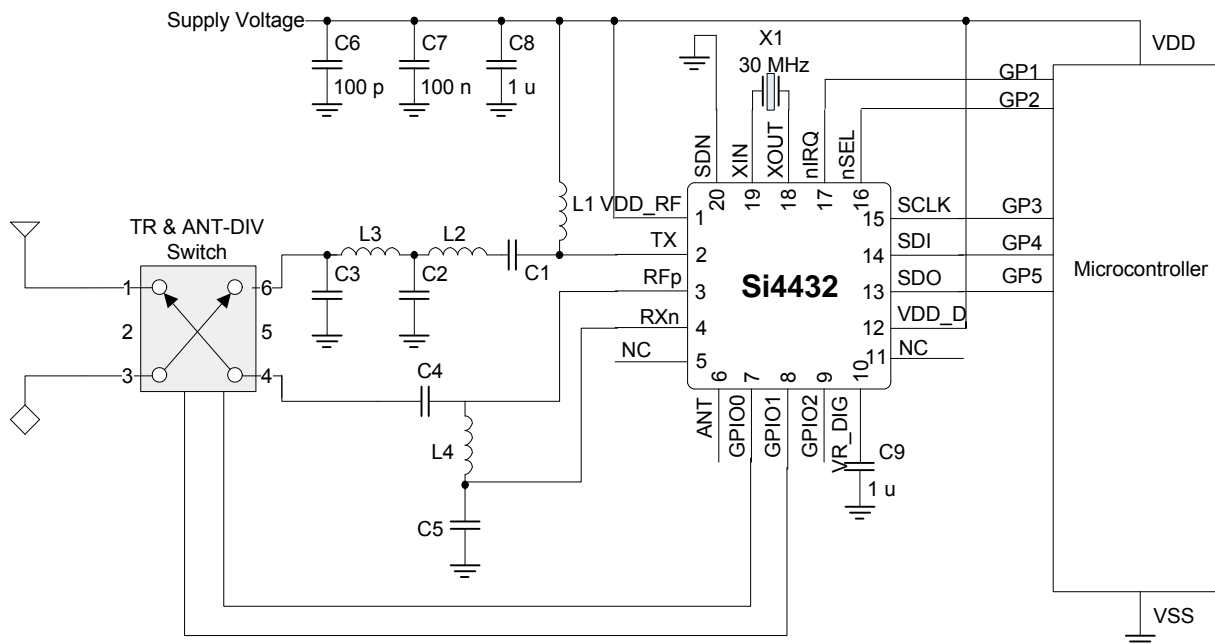 Supply Voltage
C6
100 p
C7
100 n
C8
1 u
X1
30 MHz
VDD
GP1
GP2
SDN
XIN
XOUT
nIRQ
nSEL
20
19
18
17
16
L1
VDD_RF
1
TX
2
RFp
3
RXn
4
NC
5
Si4432
15
SCLK
GP3
14
SDI
GP4
13
SDO
GP5
12
VDD_D
11
NC
Microcontroller
TR & ANT-DIV
Switch
1
2
3
6
5
4
L3
L2
C3
C2
C1
C4
L4
C5
6
7
8
9
10
ANT
GPIO0
GPIO1
GPIO2
VR_DIG
C9
1 u
VSS